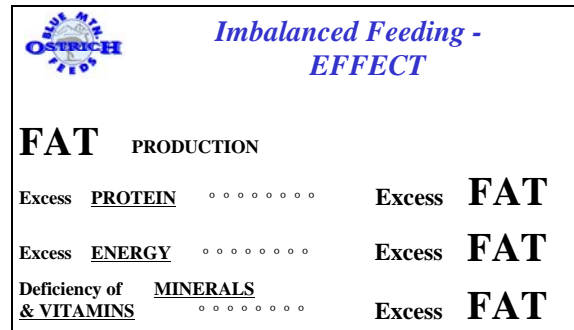 BLUE MTN.
OSTRICH
FEEDS
Imbalanced Feeding -
EFFECT
FAT PRODUCTION
Excess PROTEIN ° ° ° ° ° ° ° ° Excess FAT
Excess ENERGY ° ° ° ° ° ° ° ° Excess FAT
Deficiency of MINERALS
& VITAMINS ° ° ° ° ° ° ° ° Excess FAT